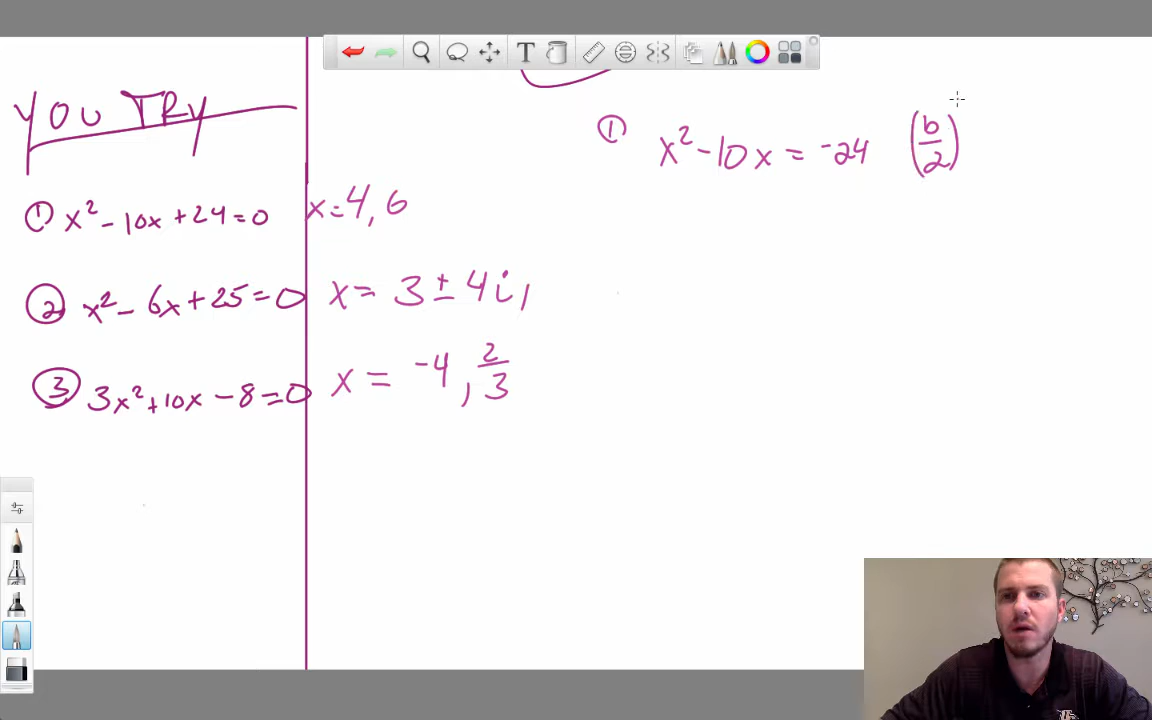 YOU TRY
① x² - 10x + 24 = 0 x = 4, 6
② x² - 6x + 25 = 0 x = 3 ± 4i,
③ 3x² + 10x - 8 = 0 x = -4, 2/3
① x² - 10x = -24 (b/2)
T